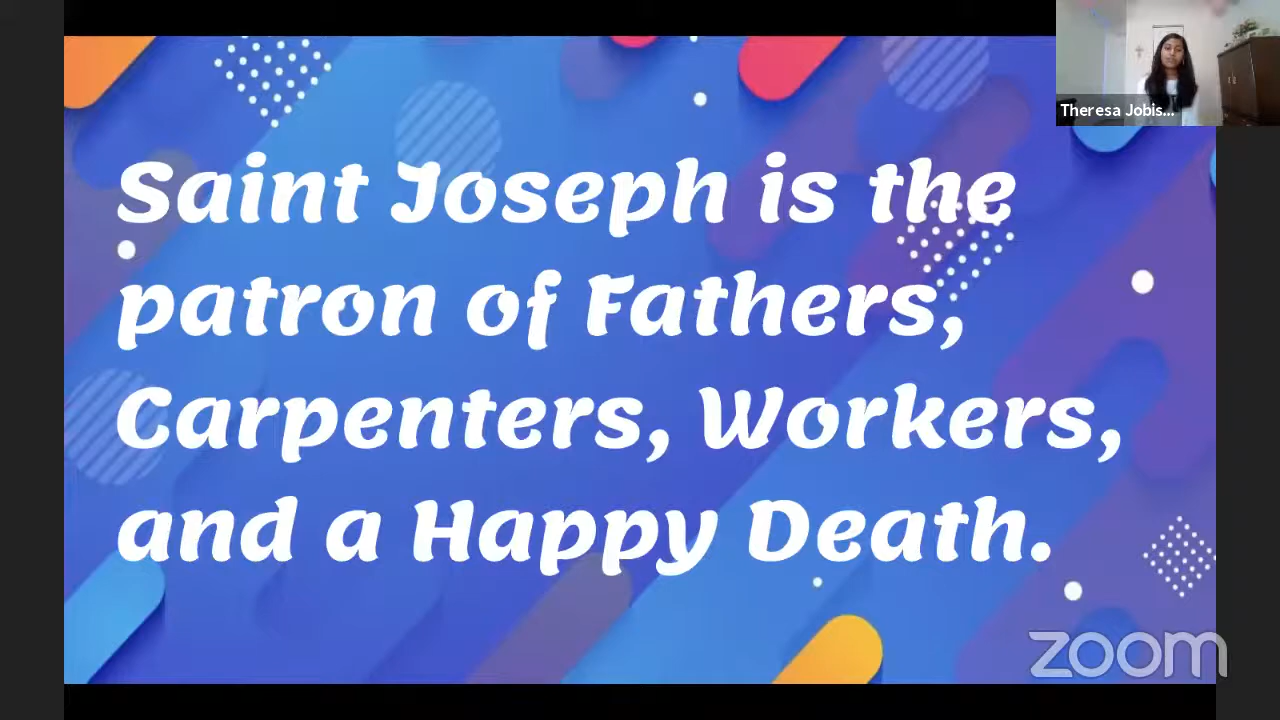 Theresa Jobis...
Saint Joseph is the
patron of Fathers,
Carpenters, Workers,
and a Happy Death.
zoom